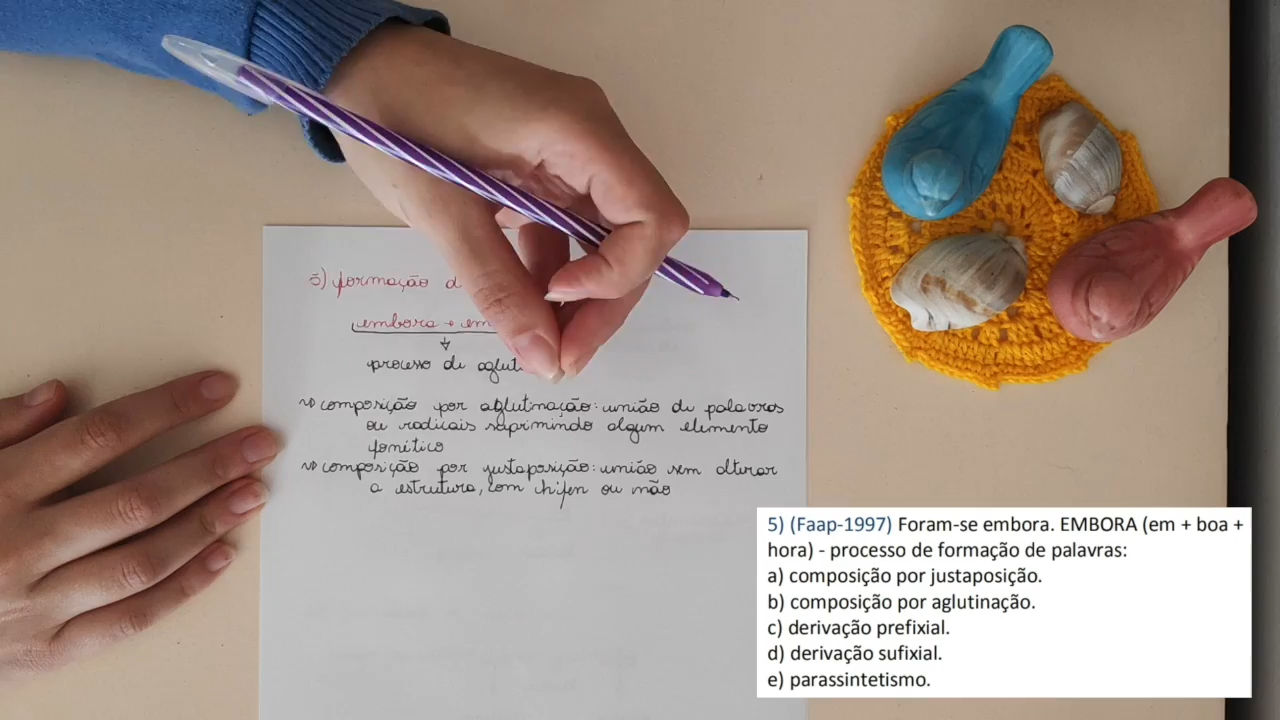 5) formação d
embora → em
↓
processo de aglut
↝ composição por aglutinação: união de palavras
ou radicais suprimindo algum elemento
fonético
↝ composição por justaposição: união sem alterar
a estrutura, com hífen ou não
5) (Faap-1997) Foram-se embora. EMBORA (em + boa +
hora) - processo de formação de palavras:
a) composição por justaposição.
b) composição por aglutinação.
c) derivação prefixial.
d) derivação sufixial.
e) parassintetismo.